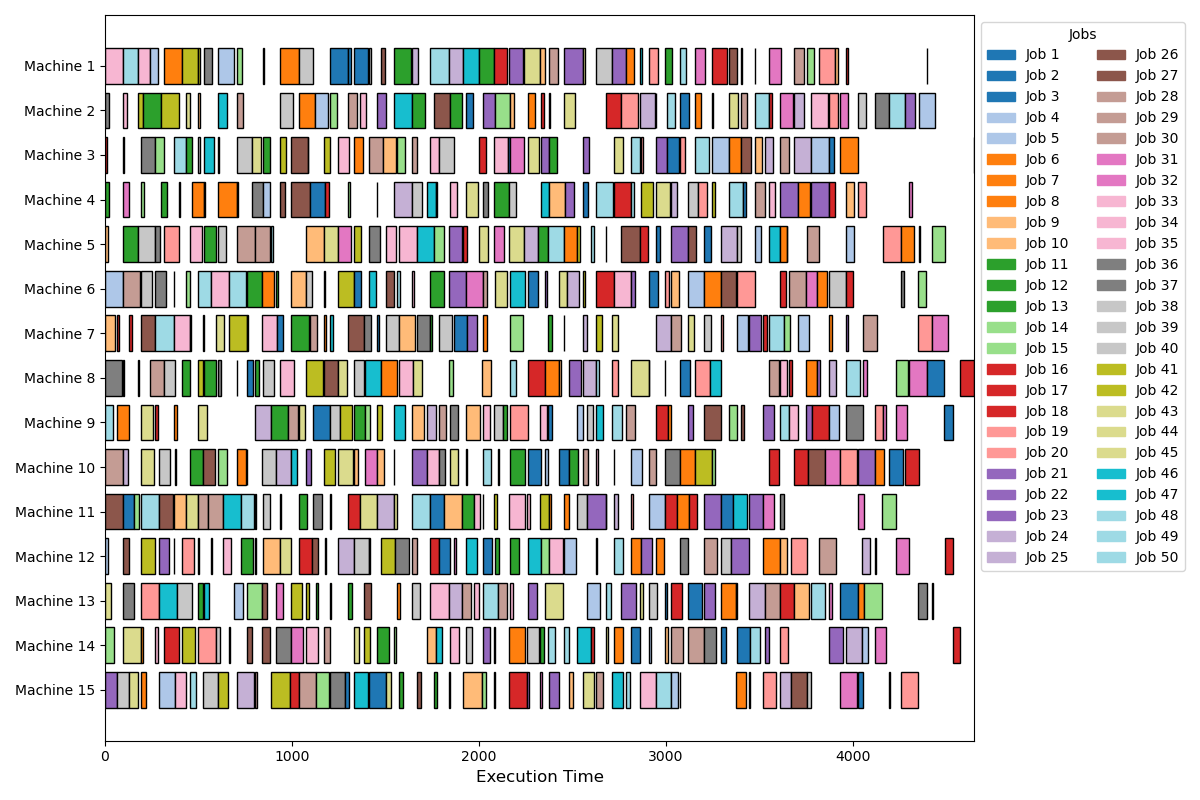 Machine 1
Machine 2
Machine 3
Machine 4
Machine 5
Machine 6
Machine 7
Machine 8
Machine 9
Machine 10
Machine 11
Machine 12
Machine 13
Machine 14
Machine 15
0 1000 2000 3000 4000
Execution Time
Jobs
Job 1
Job 2
Job 3
Job 4
Job 5
Job 6
Job 7
Job 8
Job 9
Job 10
Job 11
Job 12
Job 13
Job 14
Job 15
Job 16
Job 17
Job 18
Job 19
Job 20
Job 21
Job 22
Job 23
Job 24
Job 25
Job 26
Job 27
Job 28
Job 29
Job 30
Job 31
Job 32
Job 33
Job 34
Job 35
Job 36
Job 37
Job 38
Job 39
Job 40
Job 41
Job 42
Job 43
Job 44
Job 45
Job 46
Job 47
Job 48
Job 49
Job 50